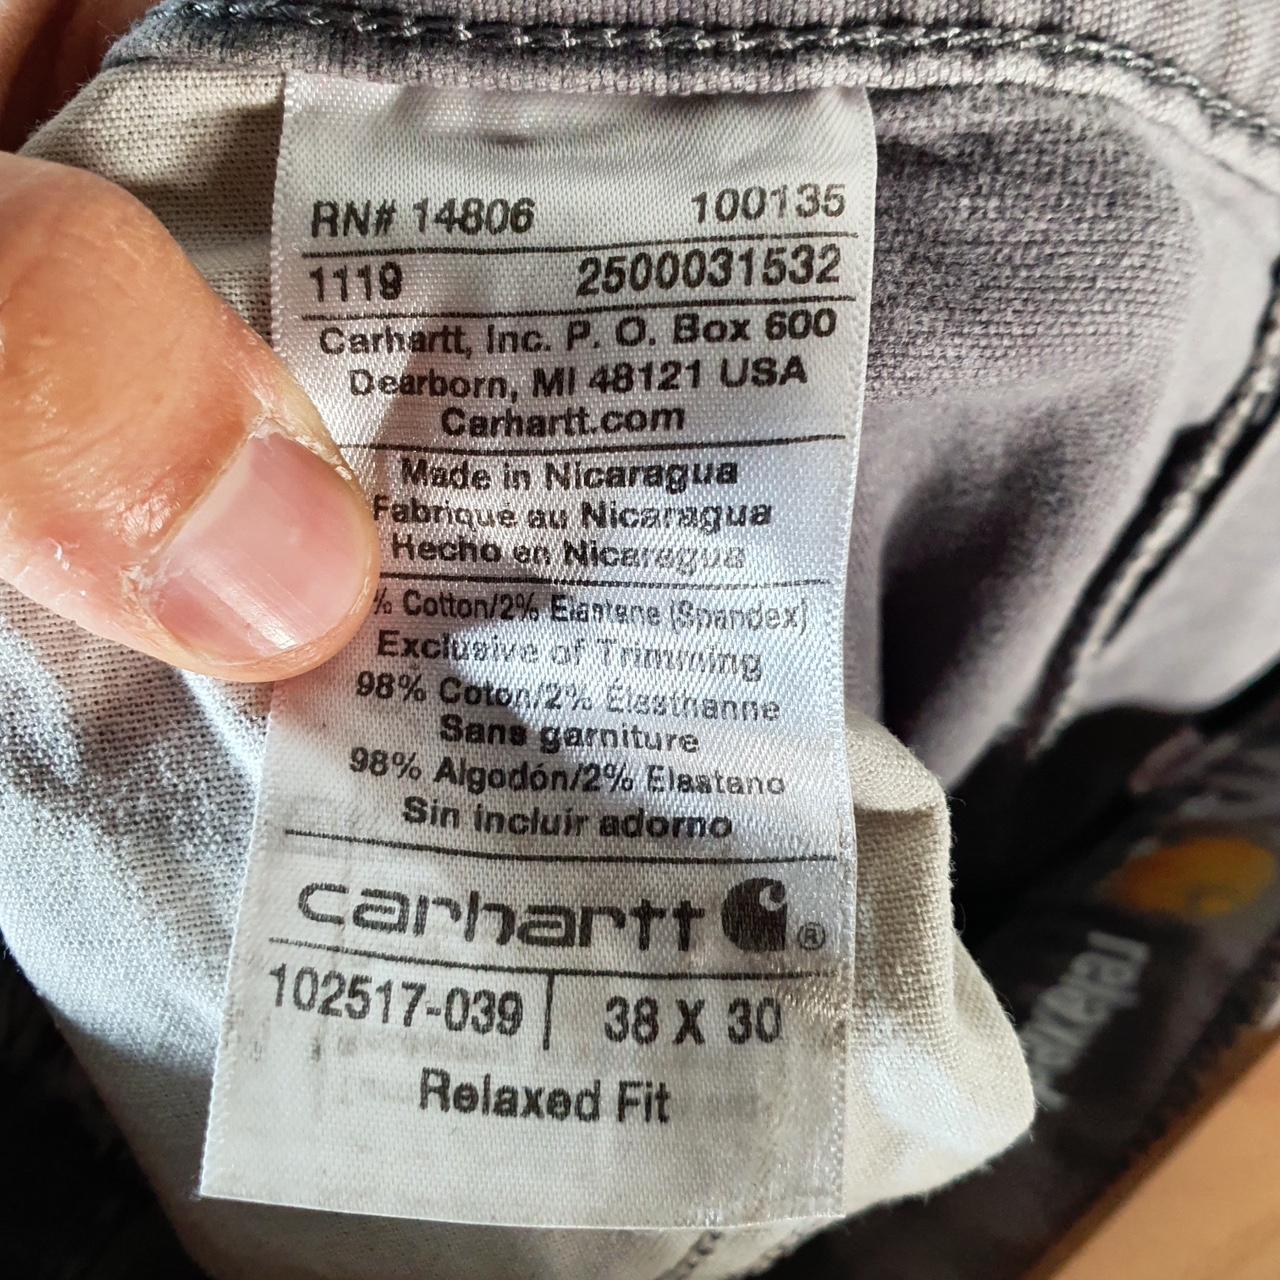 RN# 14806 100135
1119 2500031532
Carhartt, Inc. P. O. Box 600
Dearborn, MI 48121 USA
Carhartt.com
Made in Nicaragua
Fabrique au Nicaragua
Hecho en Nicaragua
% Cotton/2% Elastane (Spandex)
Exclusive of Trimming
98% Coton/2% Élasthanne
Sans garniture
98% Algodón/2% Elastano
Sin incluir adorno
carhartt ®
102517-039 38 X 30
Relaxed Fit
relaxed